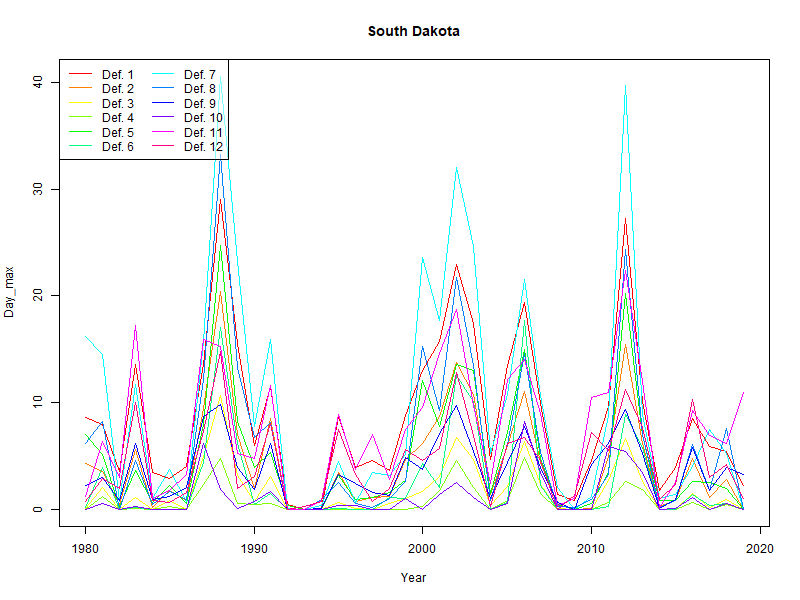 South Dakota
Def. 1 Def. 7
Def. 2 Def. 8
Def. 3 Def. 9
Def. 4 Def. 10
Def. 5 Def. 11
Def. 6 Def. 12
40
30
20
10
0
Day_max
1980 1990 2000 2010 2020
Year